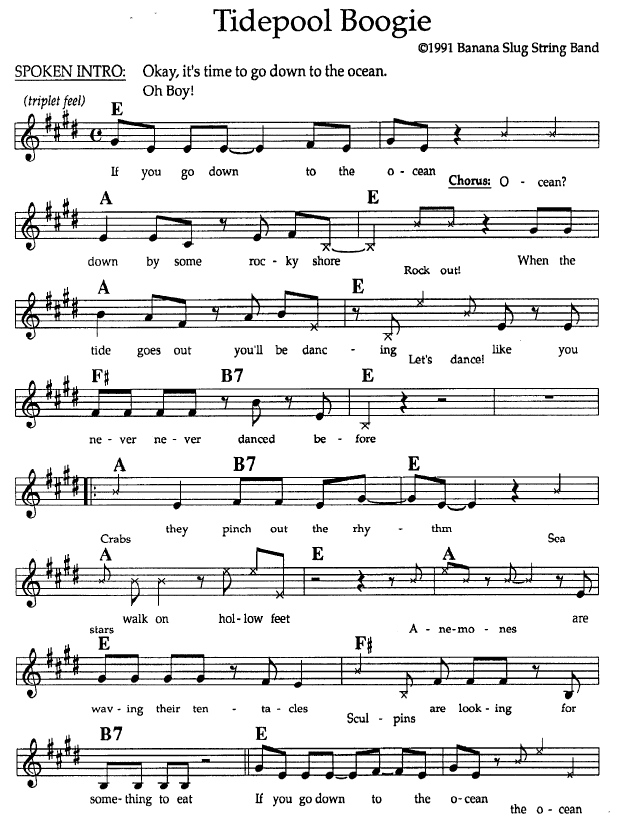 Tidepool Boogie
©1991 Banana Slug String Band
SPOKEN INTRO: Okay, it's time to go down to the ocean.
Oh Boy!
(triplet feel) E
If you go down to the o - cean
Chorus: O - cean?
A E
down by some roc - ky shore When the
Rock out!
A E
tide goes out you'll be danc - ing like you
Let's dance!
F# B7 E
ne - ver ne - ver danced be - fore
A B7 E
they pinch out the rhy - thm
Crabs Sea
A E A
walk on hol - low feet are
stars A - ne - mo - nes
E F#
wav - ing their ten - ta - cles are look - ing for
Scul - pins
B7 E
some - thing to eat If you go down to the o - cean
the o - cean